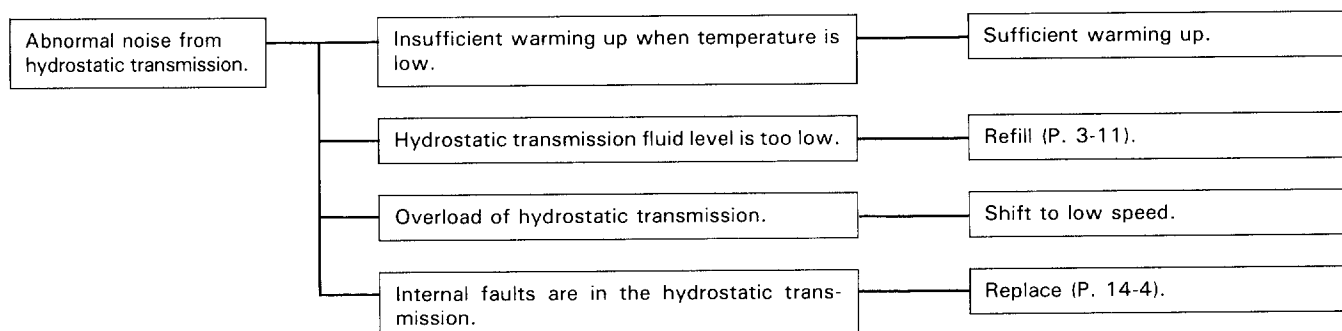 Abnormal noise from
hydrostatic transmission.
Insufficient warming up when temperature is
low.
Sufficient warming up.
Hydrostatic transmission fluid level is too low.
Refill (P. 3-11).
Overload of hydrostatic transmission.
Shift to low speed.
Internal faults are in the hydrostatic trans-
mission.
Replace (P. 14-4).